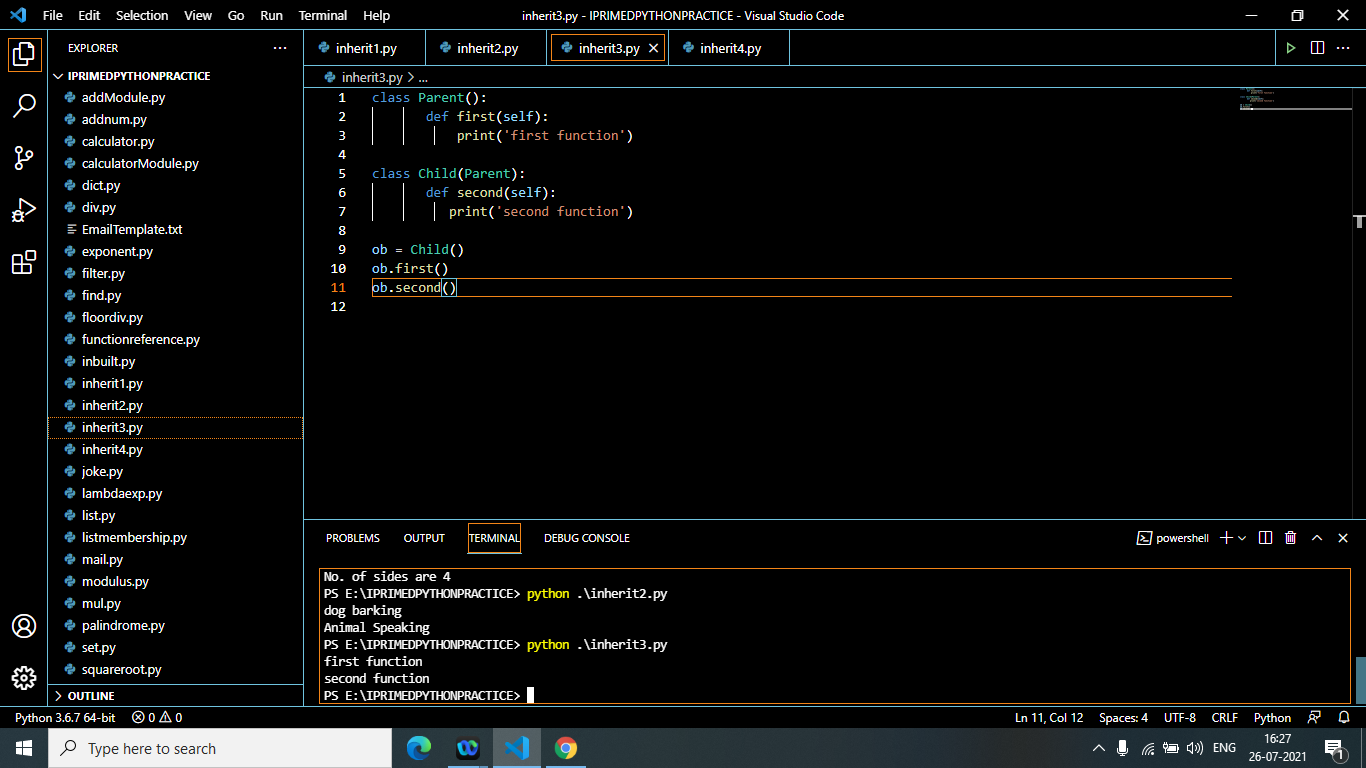 File Edit Selection View Go Run Terminal Help inherit3.py - IPRIMEDPYTHONPRACTICE - Visual Studio Code
EXPLORER
IPRIMEDPYTHONPRACTICE
addModule.py
addnum.py
calculator.py
calculatorModule.py
dict.py
div.py
EmailTemplate.txt
exponent.py
filter.py
find.py
floordiv.py
functionreference.py
inbuilt.py
inherit1.py
inherit2.py
inherit3.py
inherit4.py
joke.py
lambdaexp.py
list.py
listmembership.py
mail.py
modulus.py
mul.py
palindrome.py
set.py
squareroot.py
OUTLINE
inherit1.py inherit2.py inherit3.py inherit4.py
inherit3.py > ...
1 class Parent():
2 def first(self):
3 print('first function')
4
5 class Child(Parent):
6 def second(self):
7 print('second function')
8
9 ob = Child()
10 ob.first()
11 ob.second()
12
PROBLEMS OUTPUT TERMINAL DEBUG CONSOLE powershell
No. of sides are 4
PS E:\IPRIMEDPYTHONPRACTICE> python .\inherit2.py
dog barking
Animal Speaking
PS E:\IPRIMEDPYTHONPRACTICE> python .\inherit3.py
first function
second function
PS E:\IPRIMEDPYTHONPRACTICE>
Python 3.6.7 64-bit 0 0 Ln 11, Col 12 Spaces: 4 UTF-8 CRLF Python
Type here to search ENG 16:27
26-07-2021 1